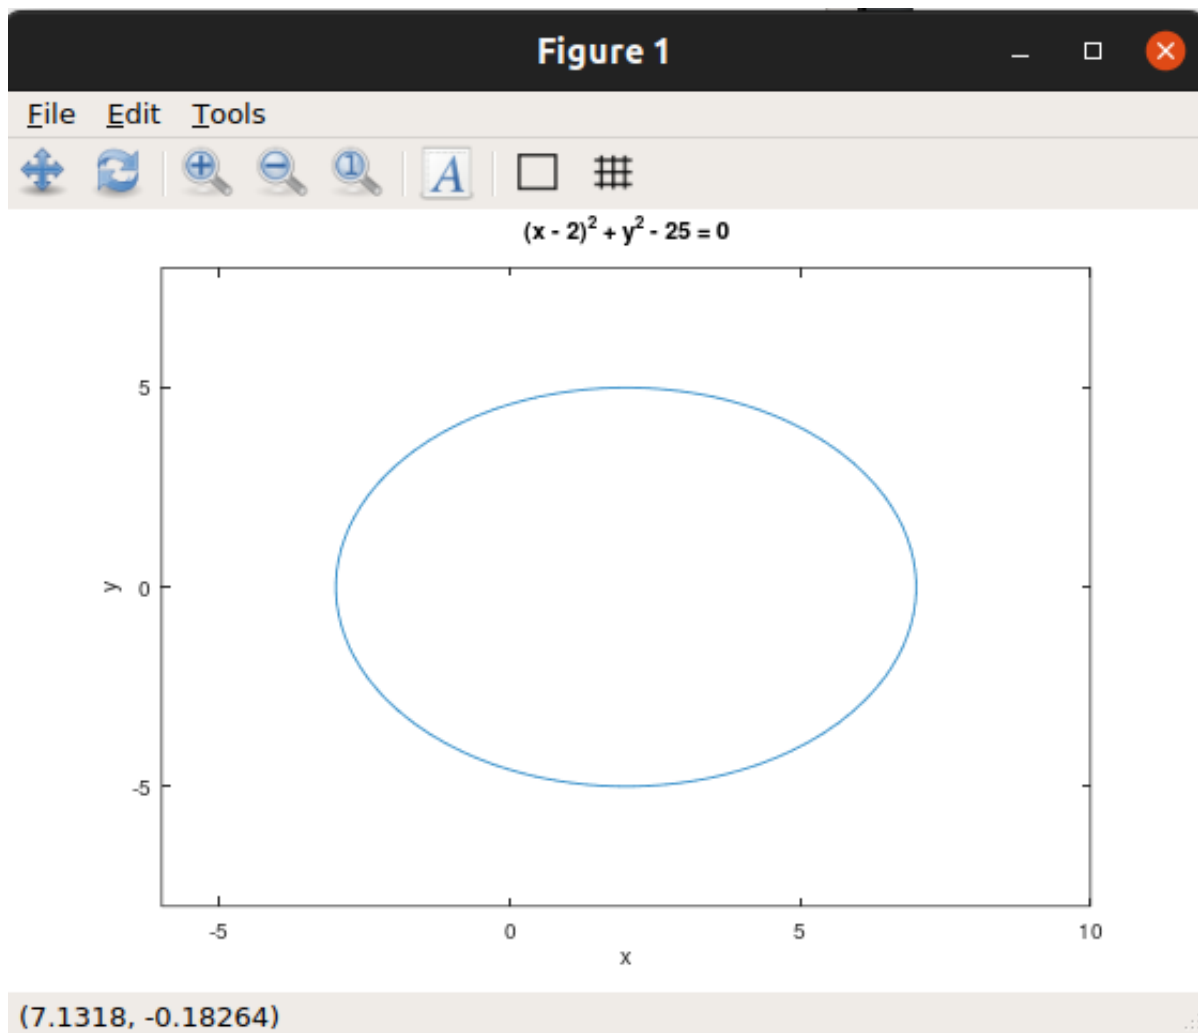 Figure 1
File Edit Tools
1 A
(x - 2)² + y² - 25 = 0
5
y 0
-5
-5 0 5 10
x
(7.1318, -0.18264)